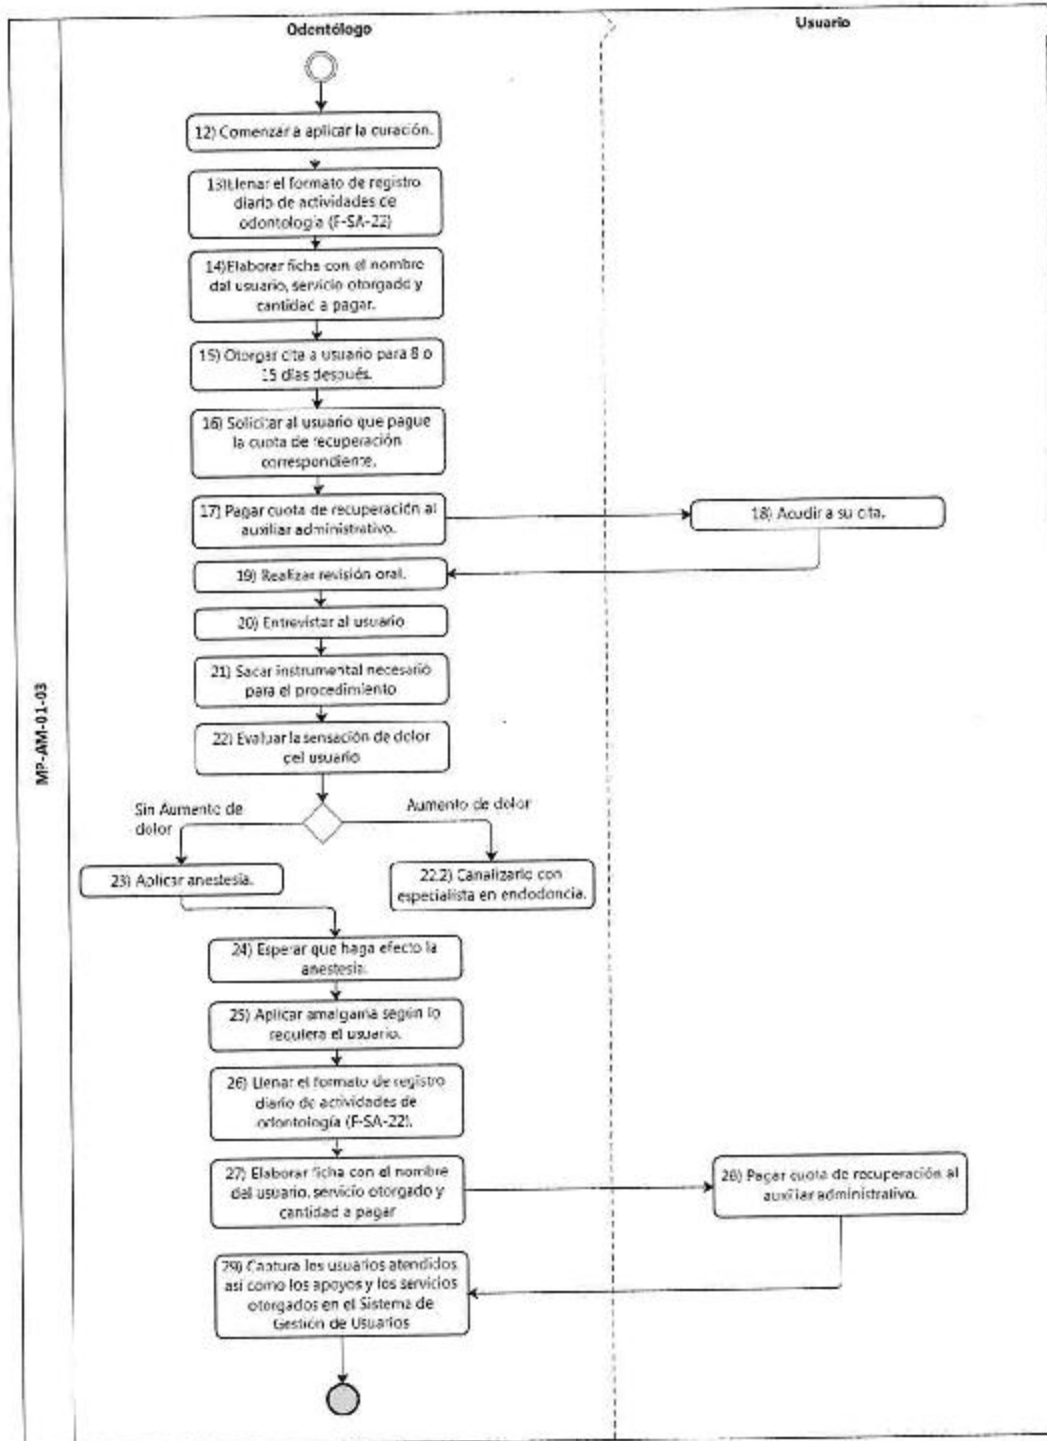 Odontólogo
Usuario
12) Comenzar a aplicar la curación.
13)Llenar el formato de registro
diario de actividades de
odontología (F-SA-22)
14)Elaborar ficha con el nombre
del usuario, servicio otorgado y
cantidad a pagar.
15) Otorgar cita a usuario para 8 o
15 días después.
16) Solicitar al usuario que pague
la cuota de recuperación
correspondiente.
17) Pagar cuota de recuperación al
auxiliar administrativo.
18) Acudir a su cita.
19) Realizar revisión oral.
20) Entrevistar al usuario
21) Sacar instrumental necesario
para el procedimiento
22) Evaluar la sensación de dolor
del usuario
MP-AM-01-03
Sin Aumento de
dolor
Aumento de dolor
23) Aplicar anestesia.
22.2) Canalizarlo con
especialista en endodoncia.
24) Esperar que haga efecto la
anestesia.
25) Aplicar amalgama según lo
requiera el usuario.
26) Llenar el formato de registro
diario de actividades de
odontología (F-SA-22).
27) Elaborar ficha con el nombre
del usuario, servicio otorgado y
cantidad a pagar
28) Pagar cuota de recuperación al
auxiliar administrativo.
29) Captura los usuarios atendidos
así como los apoyos y los servicios
otorgados en el Sistema de
Gestión de Usuarios